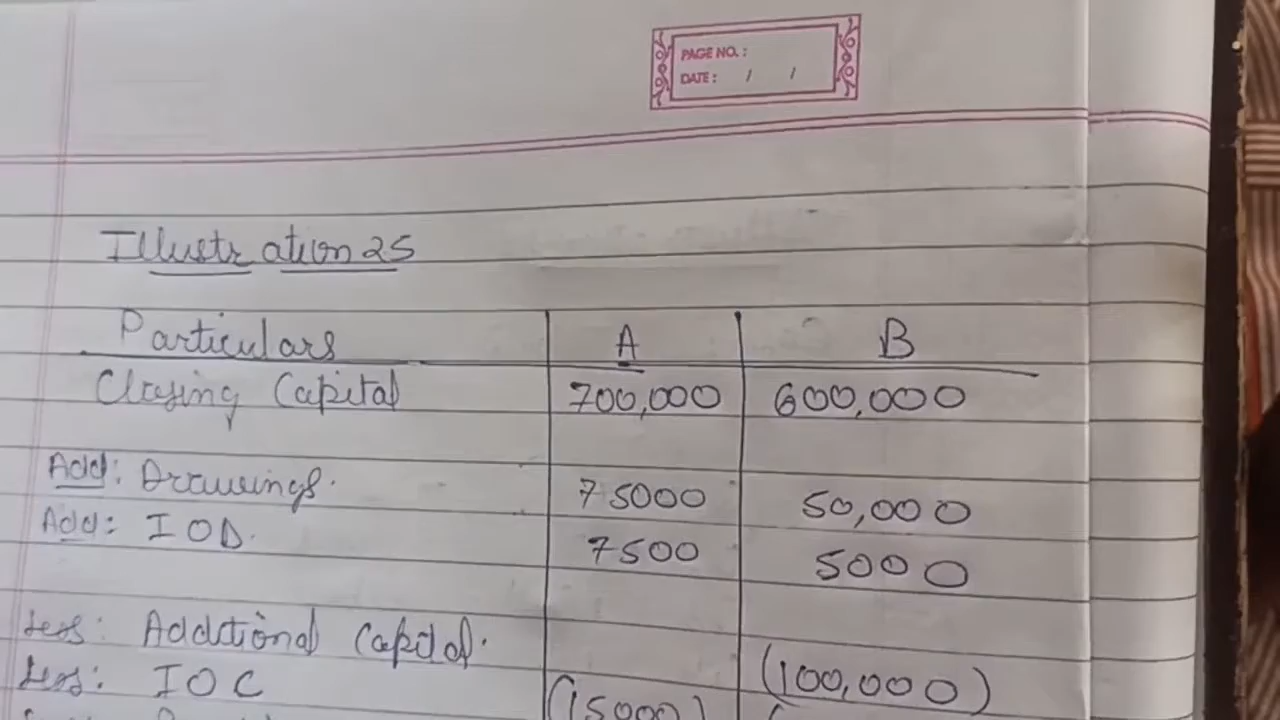 PAGE NO. :
DATE : / /
Illustration 25
Particulars A B
Closing Capital 700,000 600,000
Add: Drawings. 75000 50,000
Add: IOD. 7500 5000
Less: Additional Capital. (100,000)
Less: IOC (15000)